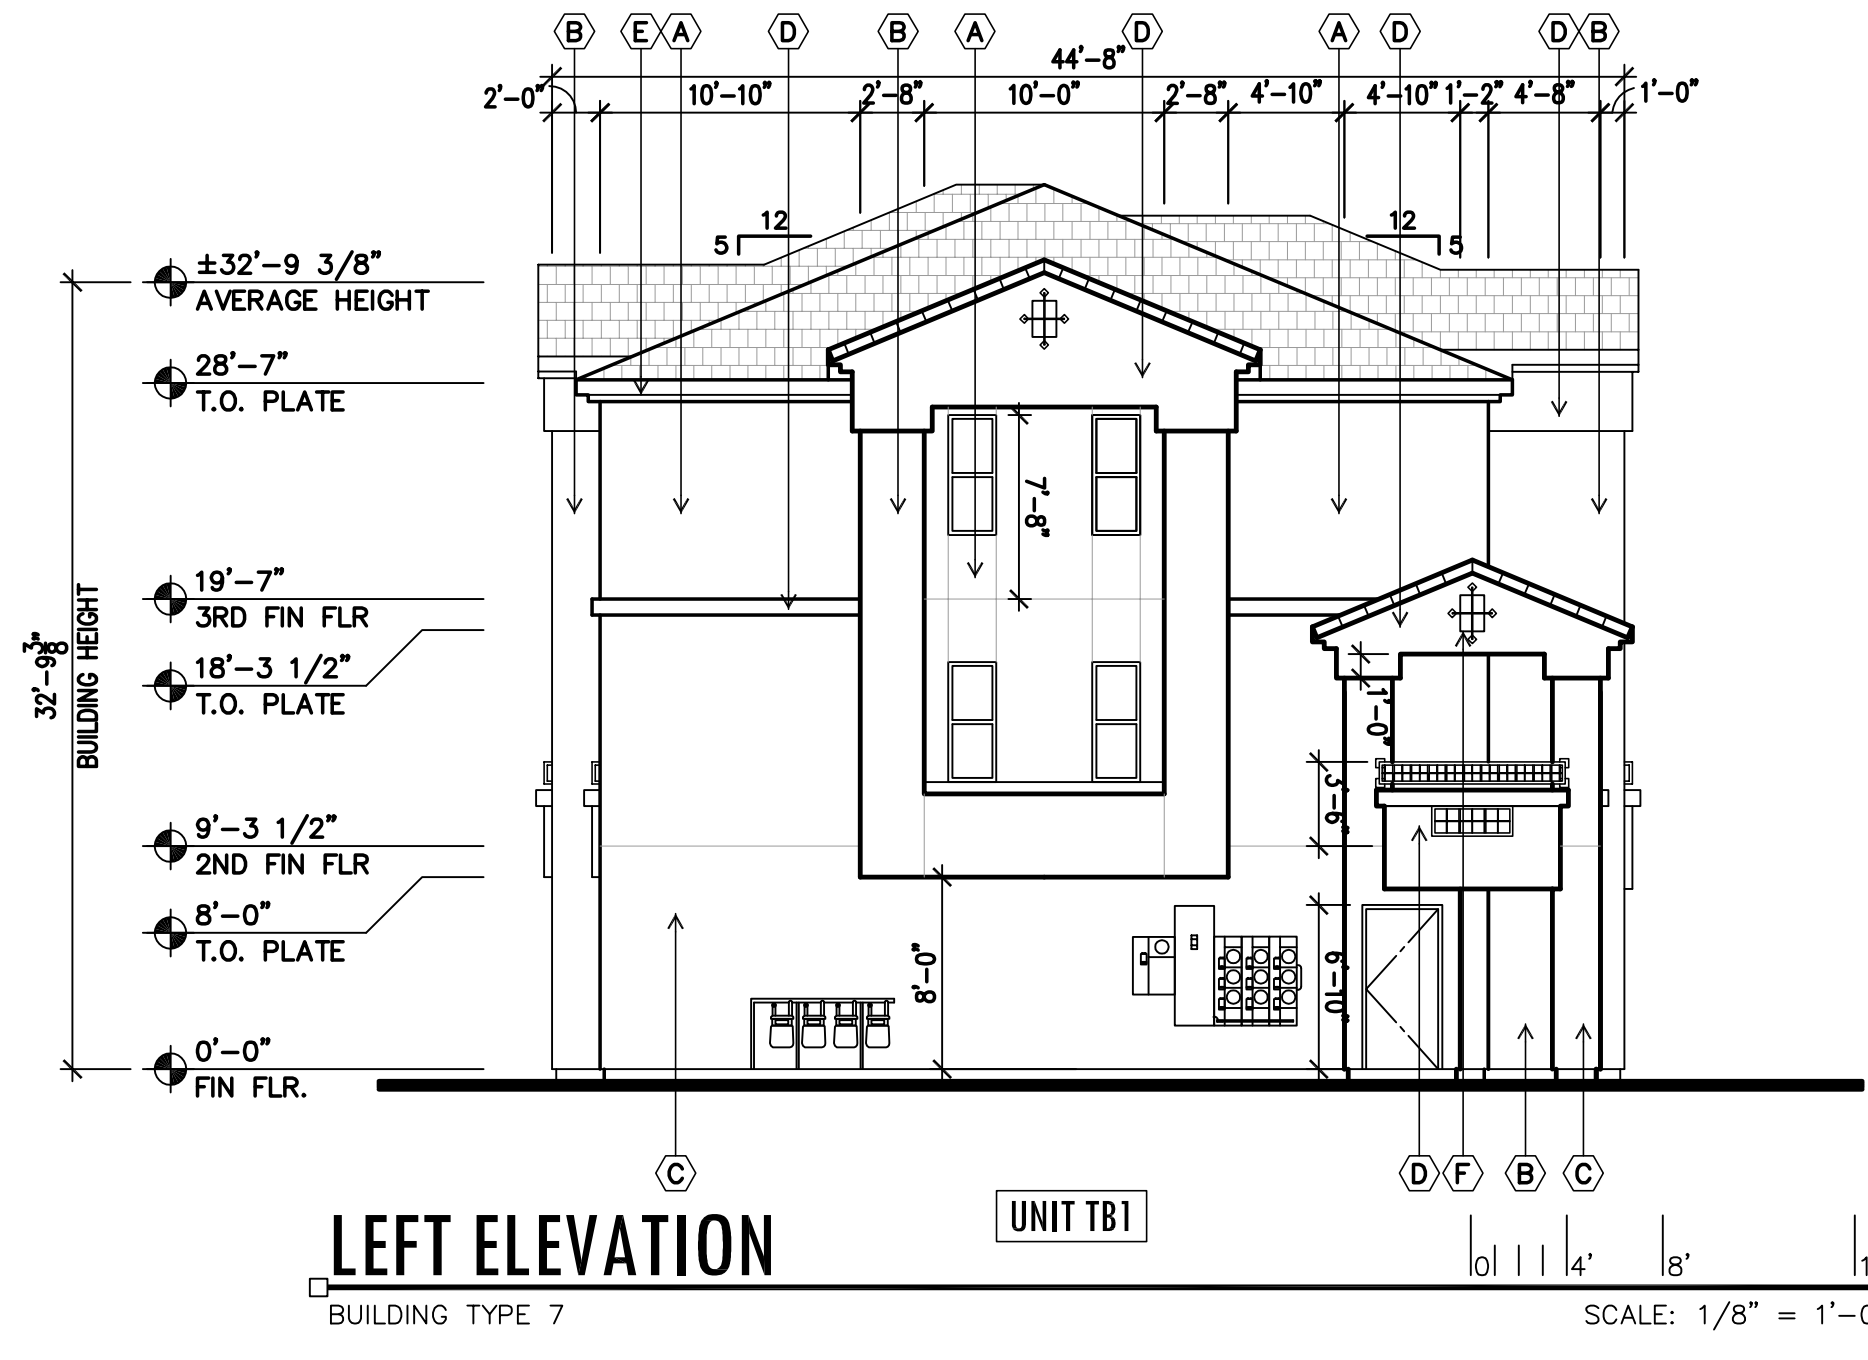 B E A D B A D A D D B
44'-8"
2'-0" 10'-10" 2'-8" 10'-0" 2'-8" 4'-10" 4'-10" 1'-2" 4'-8" 1'-0"
12
5
12
5
±32'-9 3/8"
AVERAGE HEIGHT
28'-7"
T.O. PLATE
19'-7"
3RD FIN FLR
18'-3 1/2"
T.O. PLATE
9'-3 1/2"
2ND FIN FLR
8'-0"
T.O. PLATE
0'-0"
FIN FLR.
32'-9 3/8"
BUILDING HEIGHT
7'-8"
1'-0"
3'-6"
8'-0"
6'-10"
C D F B C
UNIT TB1
LEFT ELEVATION
0 4' 8' 1
BUILDING TYPE 7
SCALE: 1/8" = 1'-0